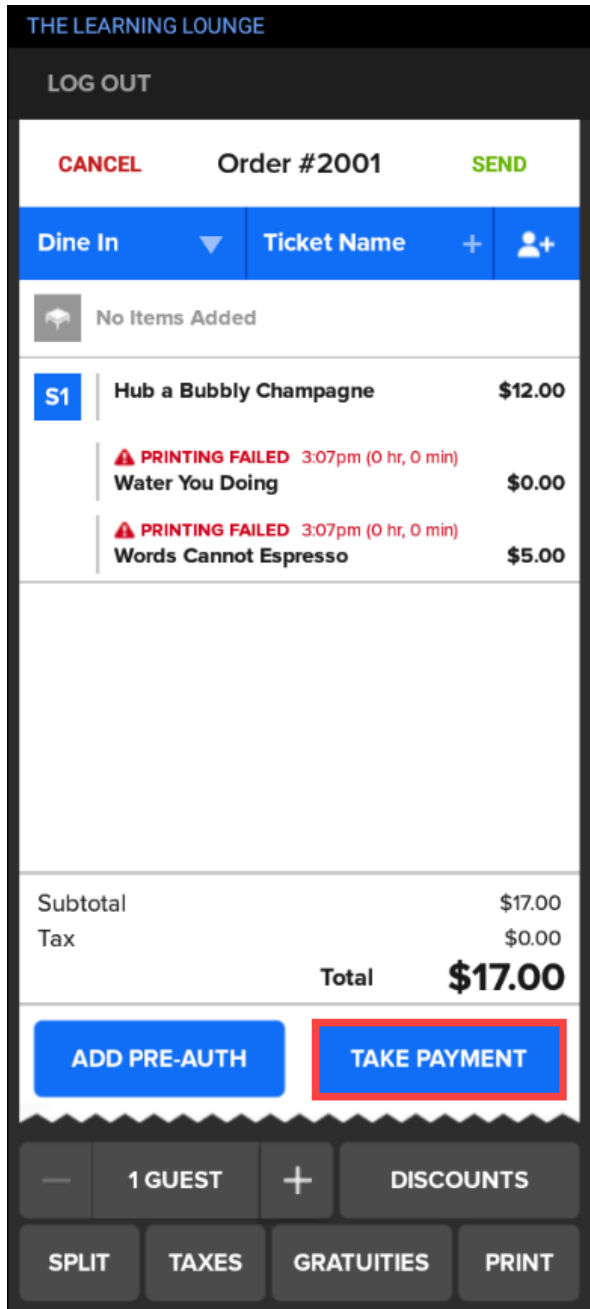 THE LEARNING LOUNGE
LOG OUT
CANCEL Order #2001 SEND
Dine In Ticket Name +
No Items Added
S1 Hub a Bubbly Champagne $12.00
PRINTING FAILED 3:07pm (0 hr, 0 min)
Water You Doing $0.00
PRINTING FAILED 3:07pm (0 hr, 0 min)
Words Cannot Espresso $5.00
Subtotal $17.00
Tax $0.00
Total $17.00
ADD PRE-AUTH TAKE PAYMENT
— 1 GUEST + DISCOUNTS
SPLIT TAXES GRATUITIES PRINT